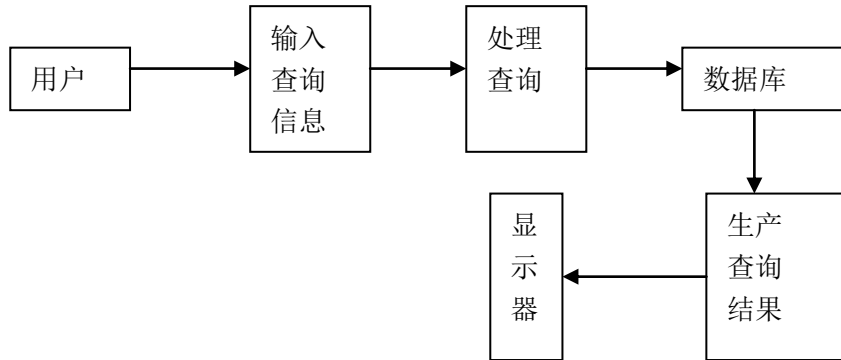 用户
输入
查询
信息
处理
查询
数据库
生产
查询
结果
显
示
器